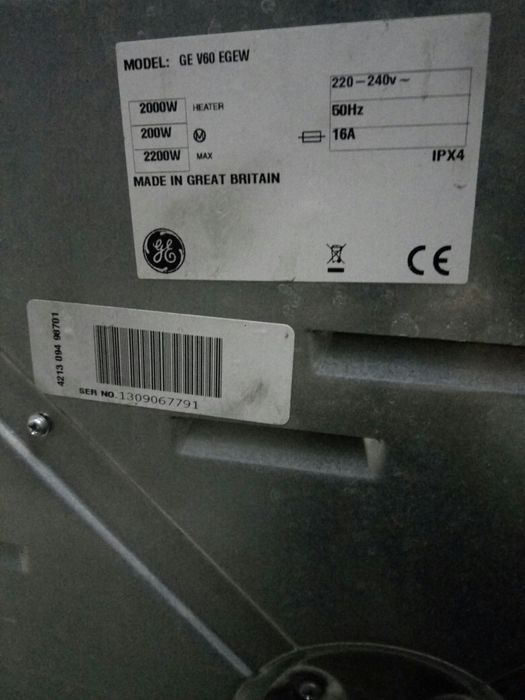 MODEL: GE V60 EGEW
2000W HEATER
200W M
2200W MAX
220-240V~
50Hz
16A
IPX4
MADE IN GREAT BRITAIN
GE
CE
4213 094 98701
SER NO. 1309067791